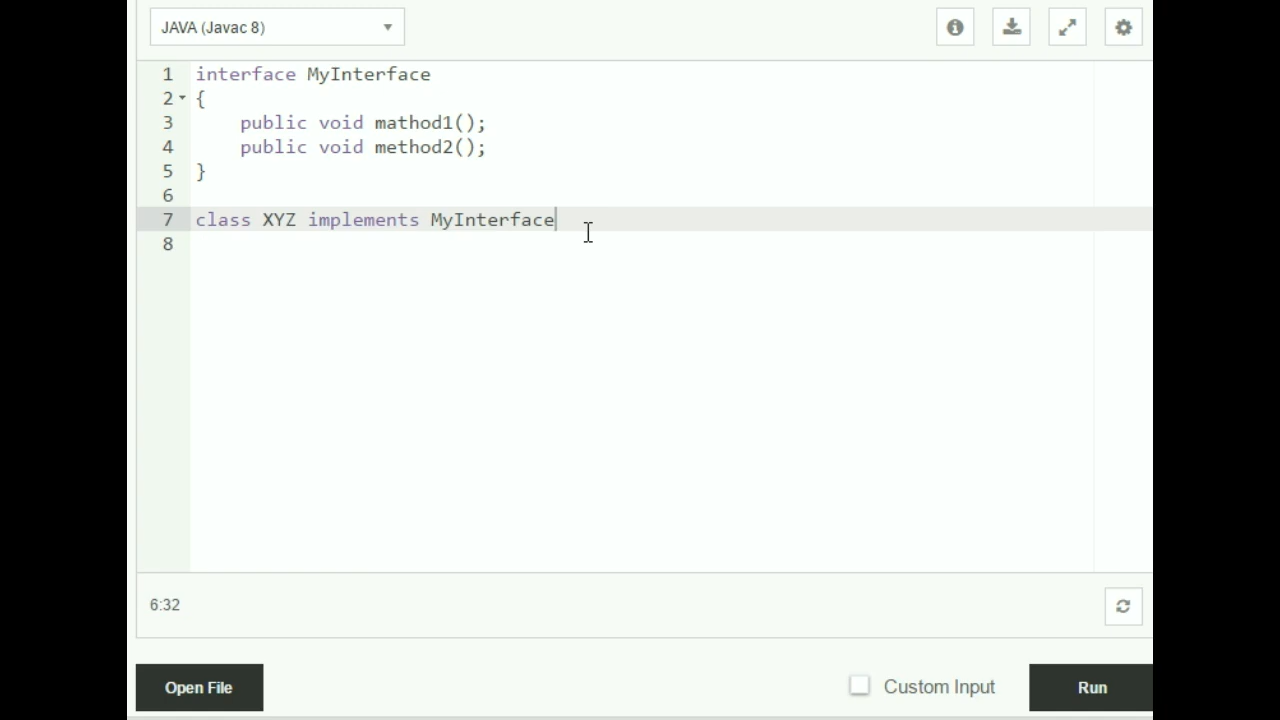 JAVA (Javac 8)
1 interface MyInterface
2 {
3 public void mathod1();
4 public void method2();
5 }
6
7 class XYZ implements MyInterface
8
6:32
Open File
Custom Input
Run